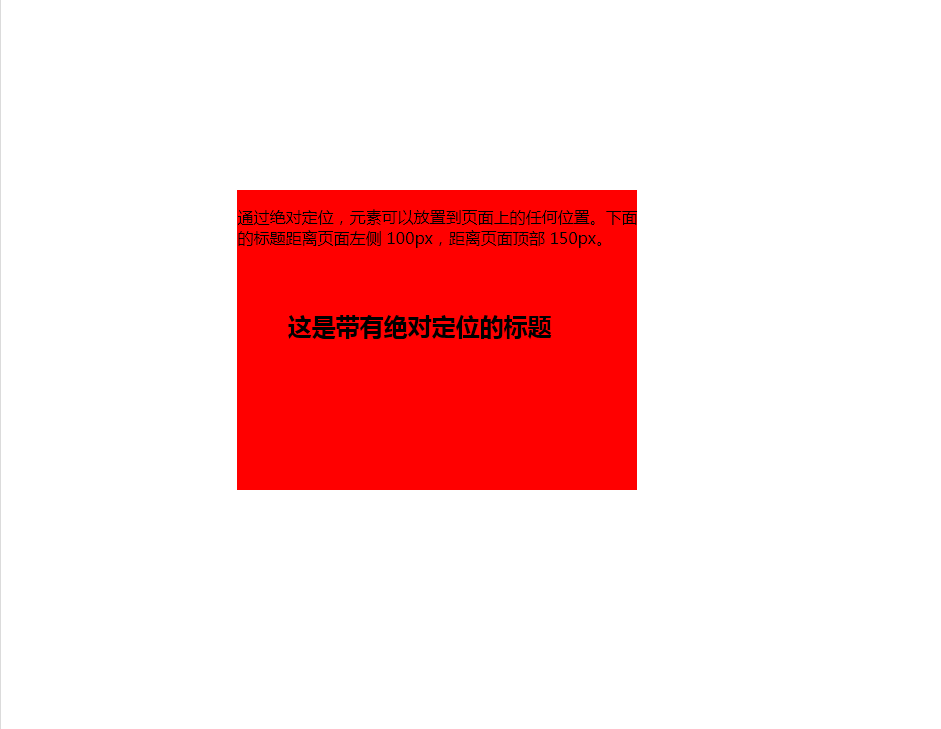 通过绝对定位，元素可以放置到页面上的任何位置。下面
的标题距离页面左侧 100px，距离页面顶部 150px。
这是带有绝对定位的标题